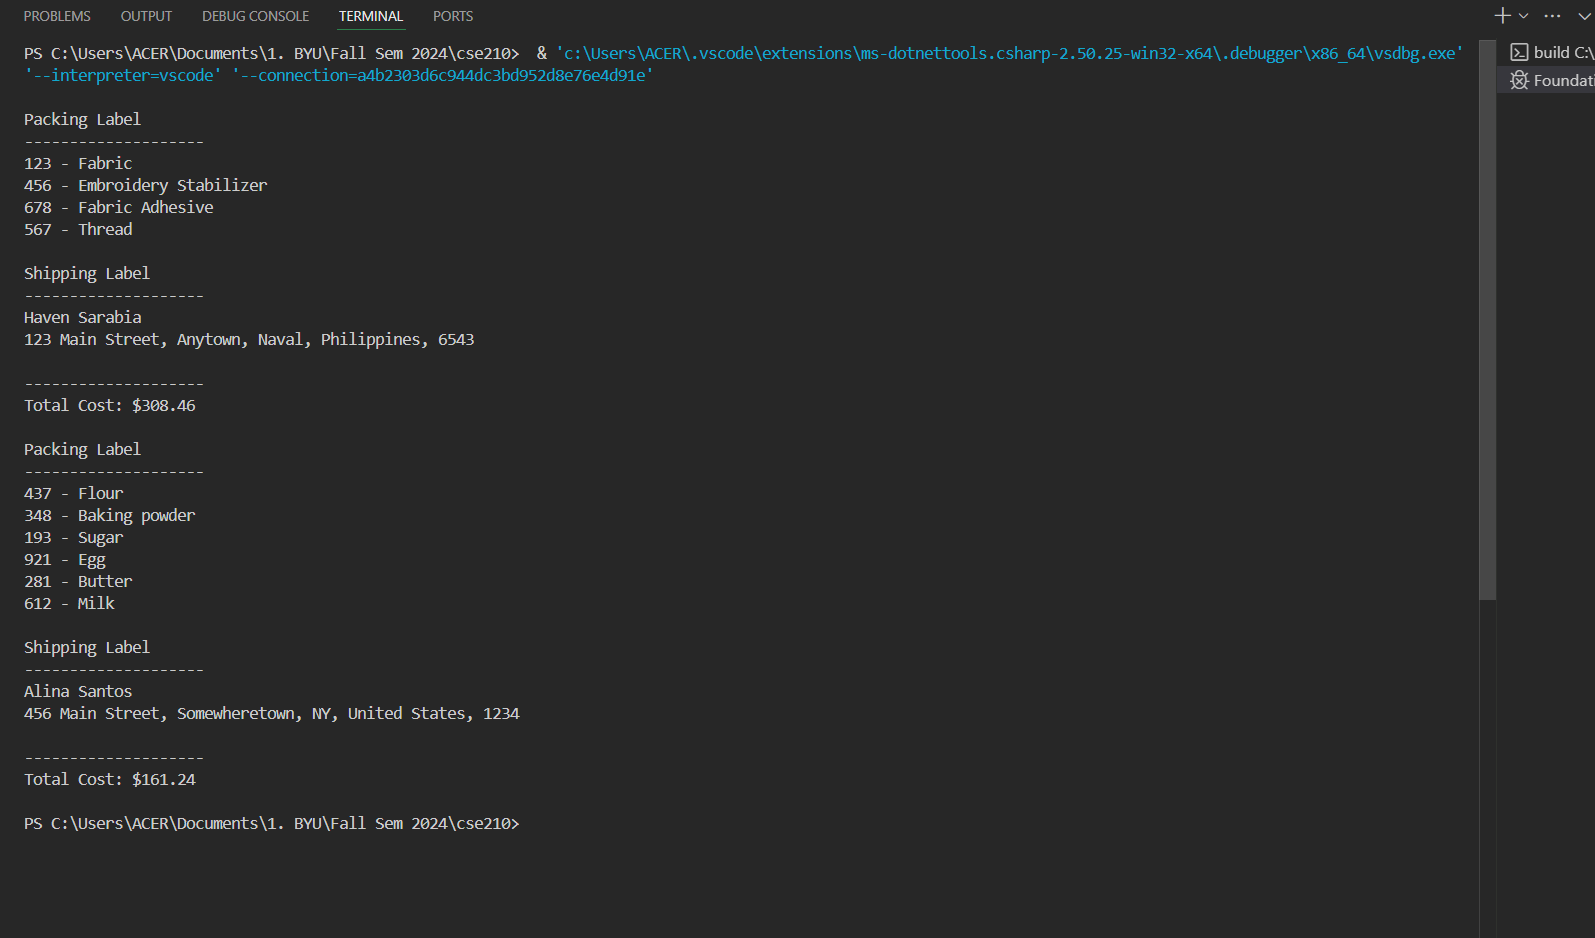 PROBLEMS OUTPUT DEBUG CONSOLE TERMINAL PORTS
PS C:\Users\ACER\Documents\1. BYU\Fall Sem 2024\cse210>  & 'c:\Users\ACER\.vscode\extensions\ms-dotnettools.csharp-2.50.25-win32-x64\.debugger\x86_64\vsdbg.exe'
'--interpreter=vscode' '--connection=a4b2303d6c944dc3bd952d8e76e4d91e'
build C:\
Foundati
Packing Label
--------------------
123 - Fabric
456 - Embroidery Stabilizer
678 - Fabric Adhesive
567 - Thread
Shipping Label
--------------------
Haven Sarabia
123 Main Street, Anytown, Naval, Philippines, 6543
--------------------
Total Cost: $308.46
Packing Label
--------------------
437 - Flour
348 - Baking powder
193 - Sugar
921 - Egg
281 - Butter
612 - Milk
Shipping Label
--------------------
Alina Santos
456 Main Street, Somewheretown, NY, United States, 1234
--------------------
Total Cost: $161.24
PS C:\Users\ACER\Documents\1. BYU\Fall Sem 2024\cse210>